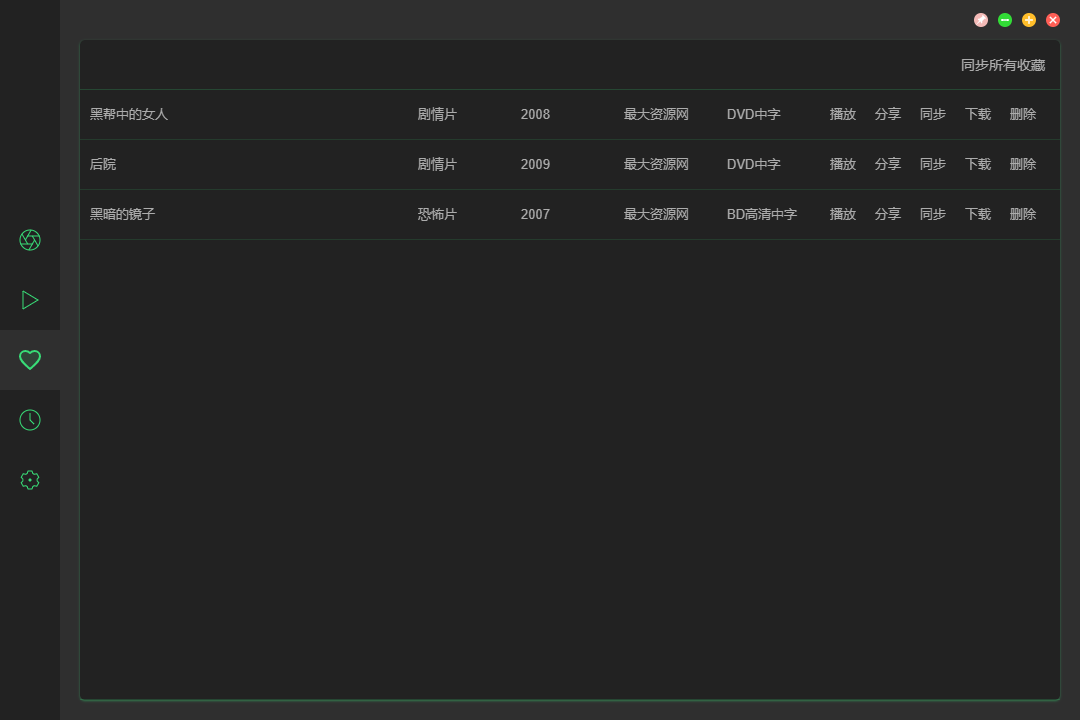 同步所有收藏
黑帮中的女人 剧情片 2008 最大资源网 DVD中字 播放 分享 同步 下载 删除
后院 剧情片 2009 最大资源网 DVD中字 播放 分享 同步 下载 删除
黑暗的镜子 恐怖片 2007 最大资源网 BD高清中字 播放 分享 同步 下载 删除